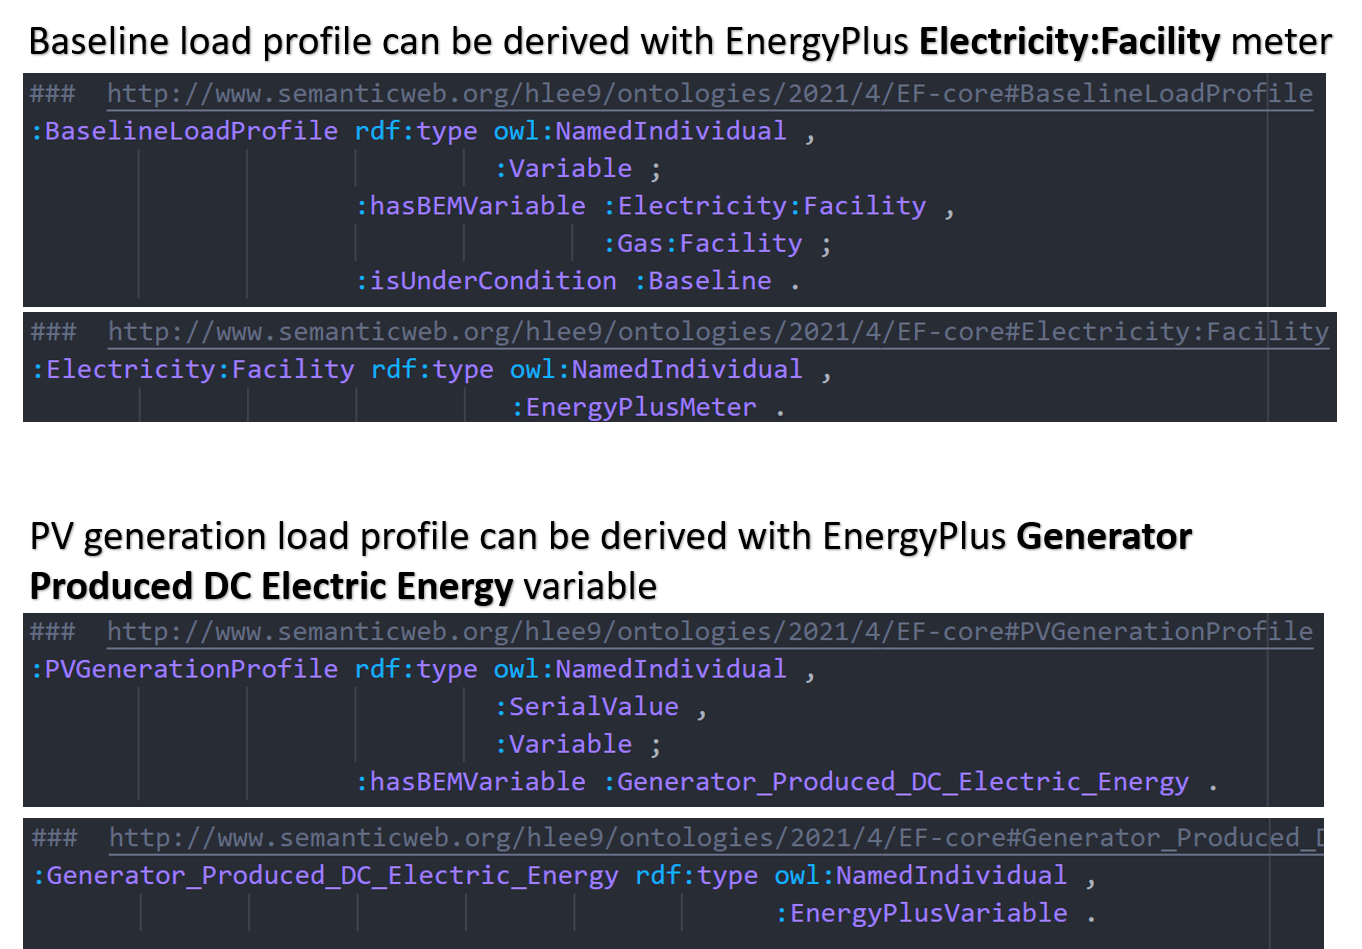 Baseline load profile can be derived with EnergyPlus Electricity:Facility meter
### http://www.semanticweb.org/hlee9/ontologies/2021/4/EF-core#BaselineLoadProfile
:BaselineLoadProfile rdf:type owl:NamedIndividual ,
:Variable ;
:hasBEMVariable :Electricity:Facility ,
:Gas:Facility ;
:isUnderCondition :Baseline .
### http://www.semanticweb.org/hlee9/ontologies/2021/4/EF-core#Electricity:Facility
:Electricity:Facility rdf:type owl:NamedIndividual ,
:EnergyPlusMeter .
PV generation load profile can be derived with EnergyPlus Generator
Produced DC Electric Energy variable
### http://www.semanticweb.org/hlee9/ontologies/2021/4/EF-core#PVGenerationProfile
:PVGenerationProfile rdf:type owl:NamedIndividual ,
:SerialValue ,
:Variable ;
:hasBEMVariable :Generator_Produced_DC_Electric_Energy .
### http://www.semanticweb.org/hlee9/ontologies/2021/4/EF-core#Generator_Produced_D
:Generator_Produced_DC_Electric_Energy rdf:type owl:NamedIndividual ,
:EnergyPlusVariable .